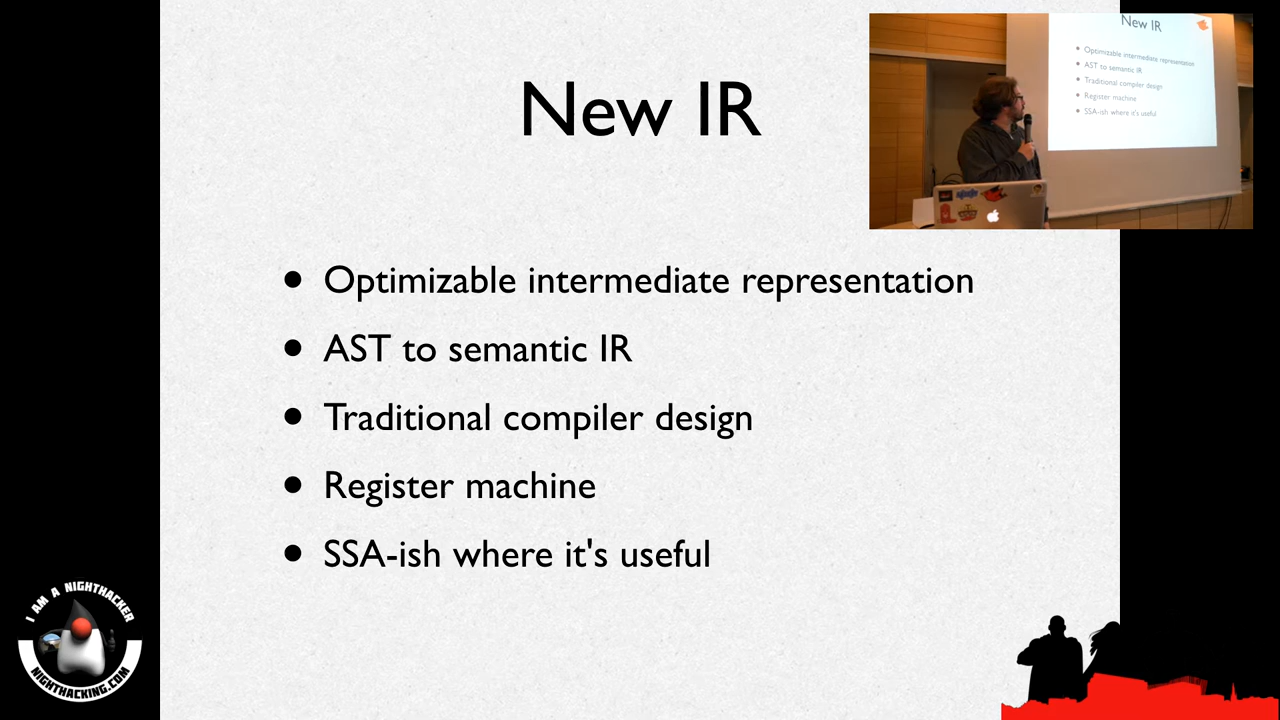 New IR
Optimizable intermediate representation
AST to semantic IR
Traditional compiler design
Register machine
SSA-ish where it's useful
New IR
Optimizable intermediate representation
AST to semantic IR
Traditional compiler design
Register machine
SSA-ish where it's useful
I AM A NIGHTHACKER
NIGHTHACKING.COM